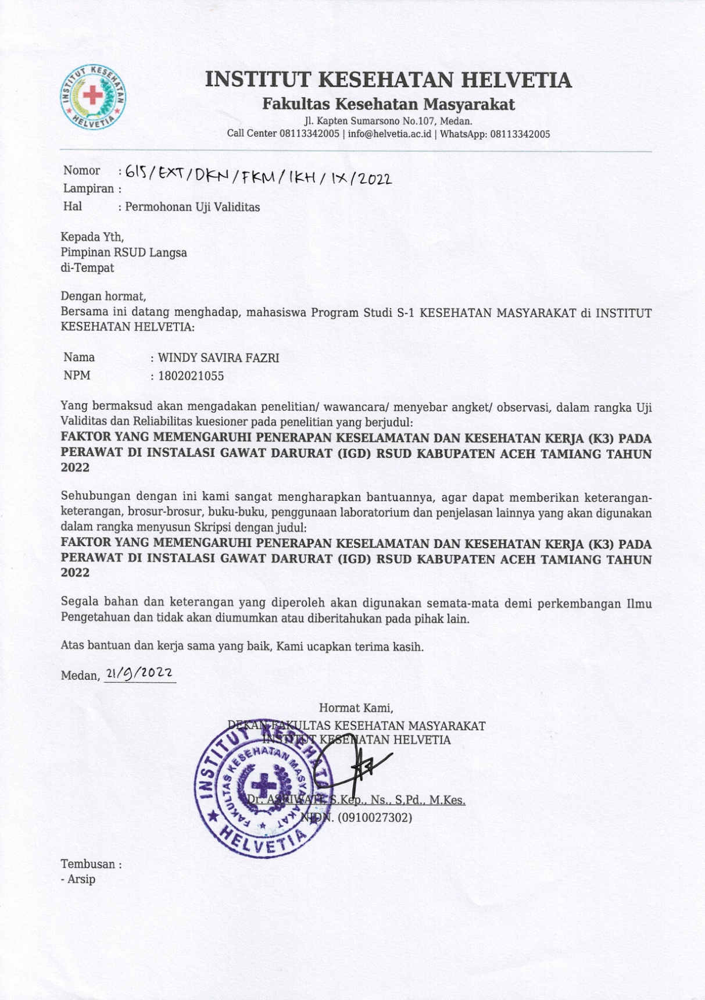 INSTITUT KESEHATAN
HELVETIA
INSTITUT KESEHATAN HELVETIA
Fakultas Kesehatan Masyarakat
Jl. Kapten Sumarsono No.107, Medan.
Call Center 08113342005 | info@helvetia.ac.id | WhatsApp: 08113342005
Nomor : 615/EXT/DKN/FKM/IKH/IX/2022
Lampiran :
Hal : Permohonan Uji Validitas
Kepada Yth,
Pimpinan RSUD Langsa
di-Tempat
Dengan hormat,
Bersama ini datang menghadap, mahasiswa Program Studi S-1 KESEHATAN MASYARAKAT di INSTITUT
KESEHATAN HELVETIA:
Nama : WINDY SAVIRA FAZRI
NPM : 1802021055
Yang bermaksud akan mengadakan penelitian/ wawancara/ menyebar angket/ observasi, dalam rangka Uji
Validitas dan Reliabilitas kuesioner pada penelitian yang berjudul:
FAKTOR YANG MEMENGARUHI PENERAPAN KESELAMATAN DAN KESEHATAN KERJA (K3) PADA
PERAWAT DI INSTALASI GAWAT DARURAT (IGD) RSUD KABUPATEN ACEH TAMIANG TAHUN
2022
Sehubungan dengan ini kami sangat mengharapkan bantuannya, agar dapat memberikan keterangan-
keterangan, brosur-brosur, buku-buku, penggunaan laboratorium dan penjelasan lainnya yang akan digunakan
dalam rangka menyusun Skripsi dengan judul:
FAKTOR YANG MEMENGARUHI PENERAPAN KESELAMATAN DAN KESEHATAN KERJA (K3) PADA
PERAWAT DI INSTALASI GAWAT DARURAT (IGD) RSUD KABUPATEN ACEH TAMIANG TAHUN
2022
Segala bahan dan keterangan yang diperoleh akan digunakan semata-mata demi perkembangan Ilmu
Pengetahuan dan tidak akan diumumkan atau diberitahukan pada pihak lain.
Atas bantuan dan kerja sama yang baik, Kami ucapkan terima kasih.
Medan, 21/9/2022
Hormat Kami,
DEKAN FAKULTAS KESEHATAN MASYARAKAT
INSTITUT KESEHATAN HELVETIA
INSTITUT KESEHATAN
FAKULTAS KESEHATAN MASYARAKAT
HELVETIA
Dr. ASRIWATI, S.Kep., Ns., S,Pd., M.Kes.
NIDN. (0910027302)
Tembusan :
- Arsip